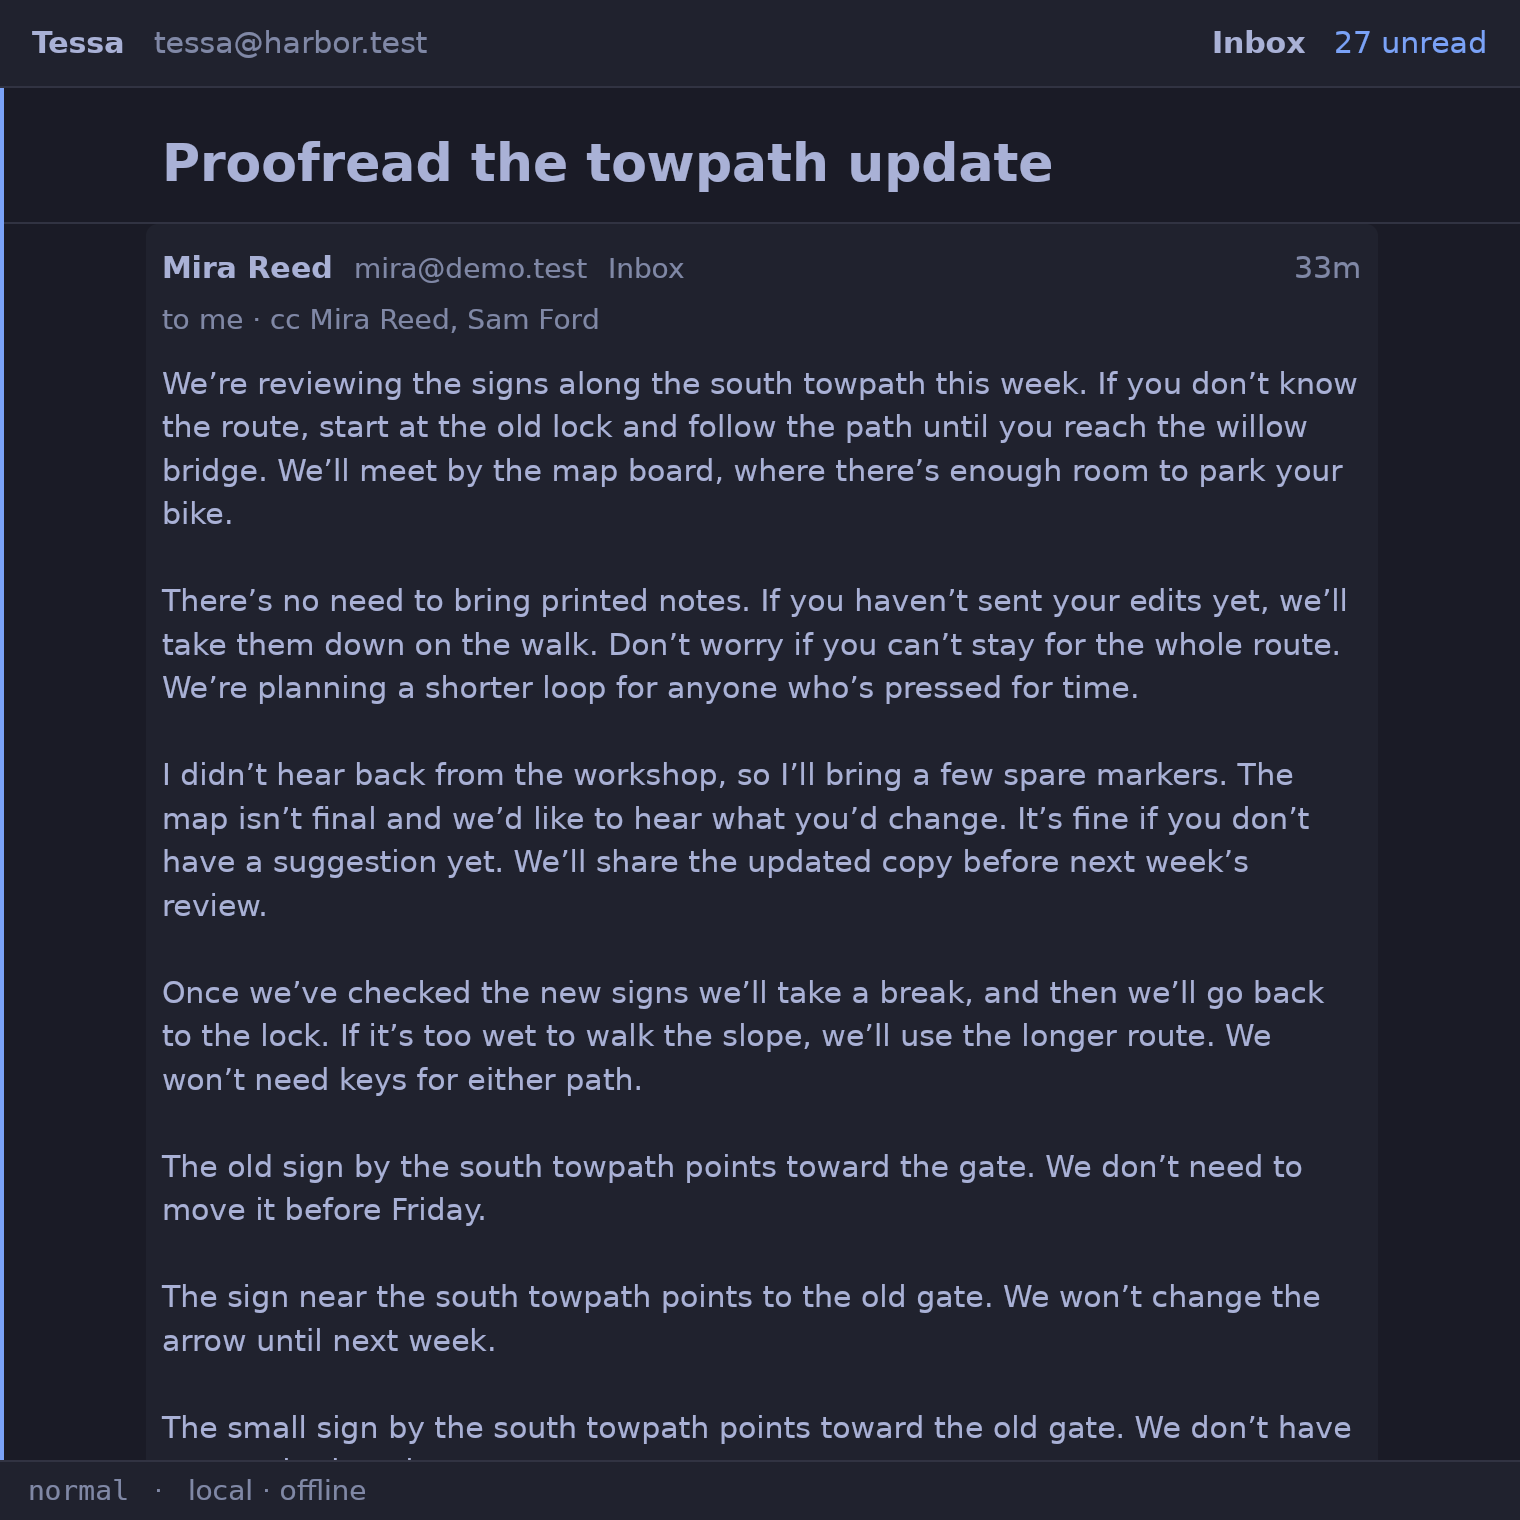 Tessa tessa@harbor.test Inbox 27 unread
Proofread the towpath update
Mira Reed mira@demo.test Inbox 33m
to me · cc Mira Reed, Sam Ford
We’re reviewing the signs along the south towpath this week. If you don’t know
the route, start at the old lock and follow the path until you reach the willow
bridge. We’ll meet by the map board, where there’s enough room to park your
bike.
There’s no need to bring printed notes. If you haven’t sent your edits yet, we’ll
take them down on the walk. Don’t worry if you can’t stay for the whole route.
We’re planning a shorter loop for anyone who’s pressed for time.
I didn’t hear back from the workshop, so I’ll bring a few spare markers. The
map isn’t final and we’d like to hear what you’d change. It’s fine if you don’t
have a suggestion yet. We’ll share the updated copy before next week’s
review.
Once we’ve checked the new signs we’ll take a break, and then we’ll go back
to the lock. If it’s too wet to walk the slope, we’ll use the longer route. We
won’t need keys for either path.
The old sign by the south towpath points toward the gate. We don’t need to
move it before Friday.
The sign near the south towpath points to the old gate. We won’t change the
arrow until next week.
The small sign by the south towpath points toward the old gate. We don’t have
normal · local · offline